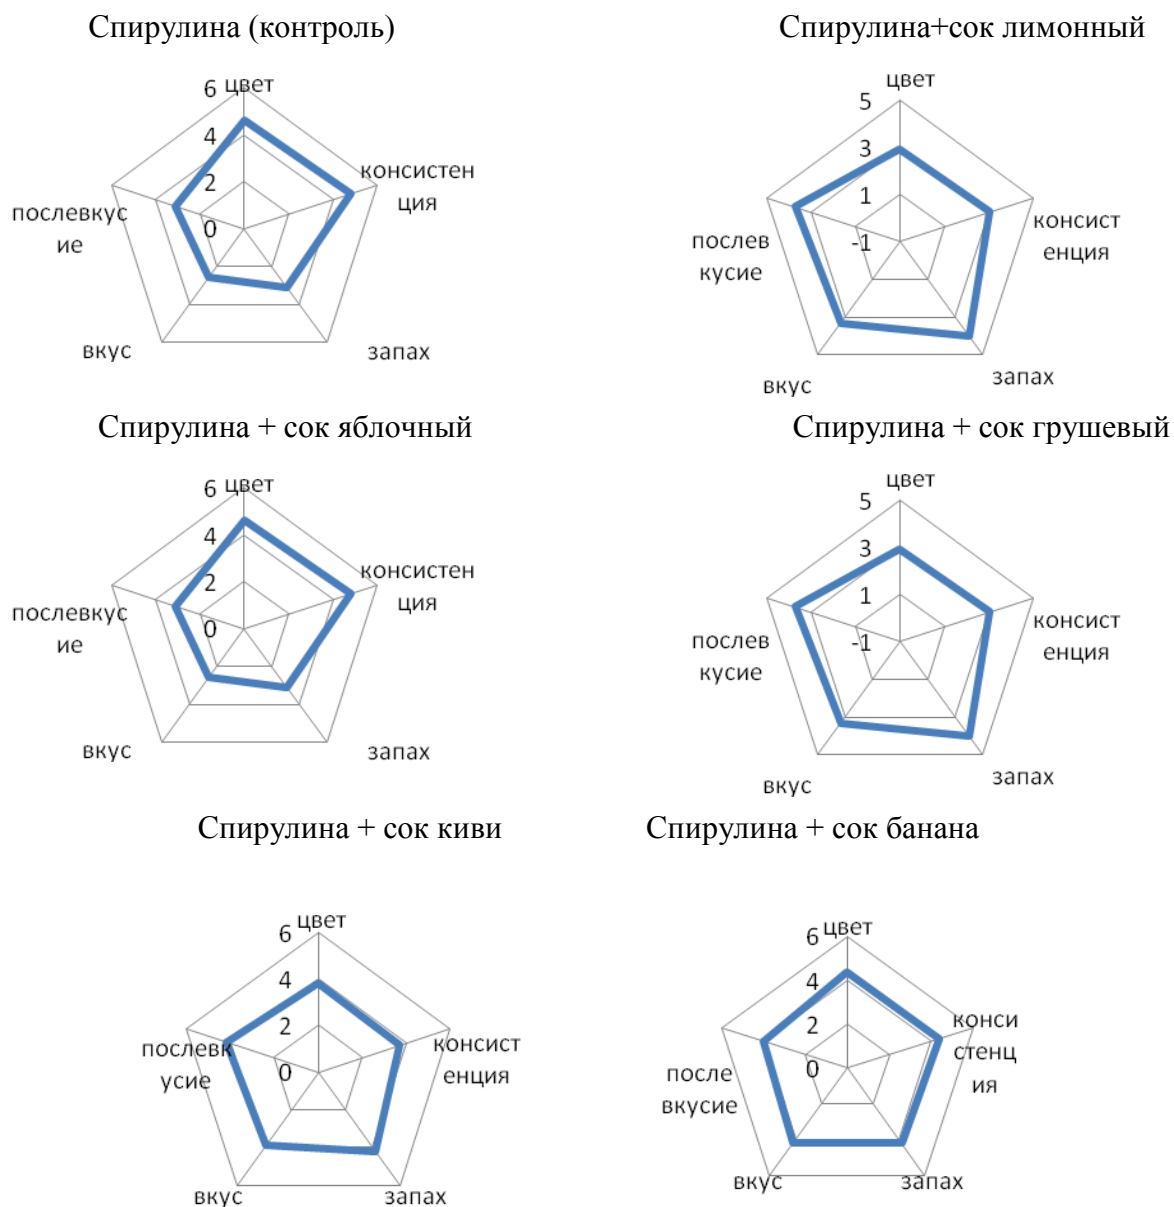 Спирулина (контроль)
Спирулина+сок лимонный
6 цвет
4
2
0
консистен
ция
послевкус
ие
вкус
запах
цвет
5
3
1
-1
консист
енция
послев
кусие
вкус
запах
Спирулина + сок яблочный
Спирулина + сок грушевый
6 цвет
4
2
0
консистен
ция
послевкус
ие
вкус
запах
цвет
5
3
1
-1
консист
енция
послев
кусие
вкус
запах
Спирулина + сок киви
Спирулина + сок банана
6 цвет
4
2
0
консист
енция
послевк
усие
вкус
запах
6 цвет
4
2
0
конси
стенц
ия
после
вкусие
вкус
запах